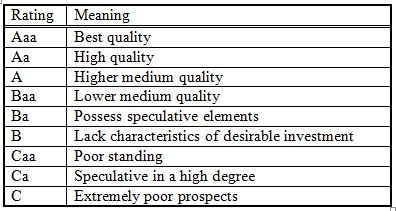 Rating Meaning
Aaa Best quality
Aa High quality
A Higher medium quality
Baa Lower medium quality
Ba Possess speculative elements
B Lack characteristics of desirable investment
Caa Poor standing
Ca Speculative in a high degree
C Extremely poor prospects